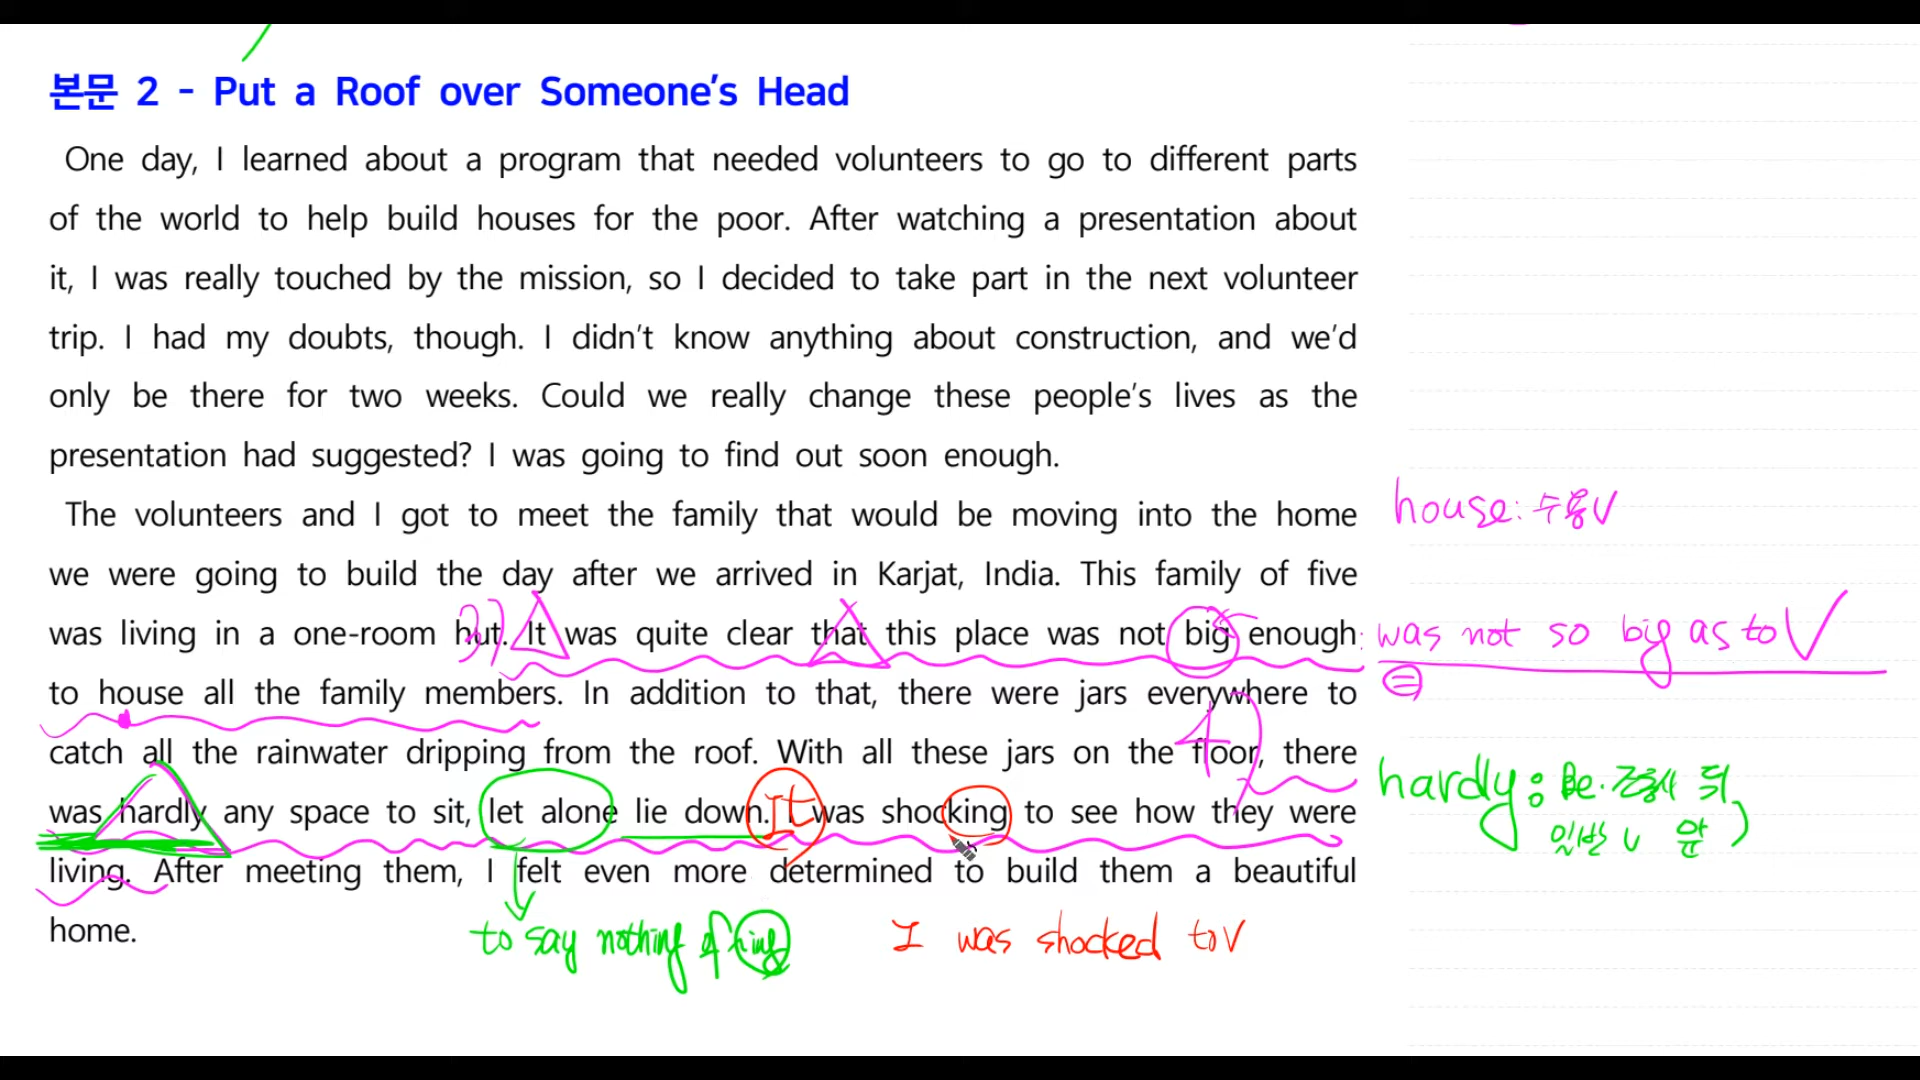 본문 2 - Put a Roof over Someone's Head
One day, I learned about a program that needed volunteers to go to different parts
of the world to help build houses for the poor. After watching a presentation about
it, I was really touched by the mission, so I decided to take part in the next volunteer
trip. I had my doubts, though. I didn't know anything about construction, and we'd
only be there for two weeks. Could we really change these people's lives as the
presentation had suggested? I was going to find out soon enough.
The volunteers and I got to meet the family that would be moving into the home
house: 수용V
we were going to build the day after we arrived in Karjat, India. This family of five
3)
was living in a one-room hut. It was quite clear that this place was not big enough
: was not so big as to V
to house all the family members. In addition to that, there were jars everywhere to
=
4)
catch all the rainwater dripping from the roof. With all these jars on the floor, there
hardly: Be·조동사 뒤
was hardly any space to sit, let alone lie down. It was shocking to see how they were
일반 V 앞
living. After meeting them, I felt even more determined to build them a beautiful
home.
to say nothing of ing
I was shocked to V